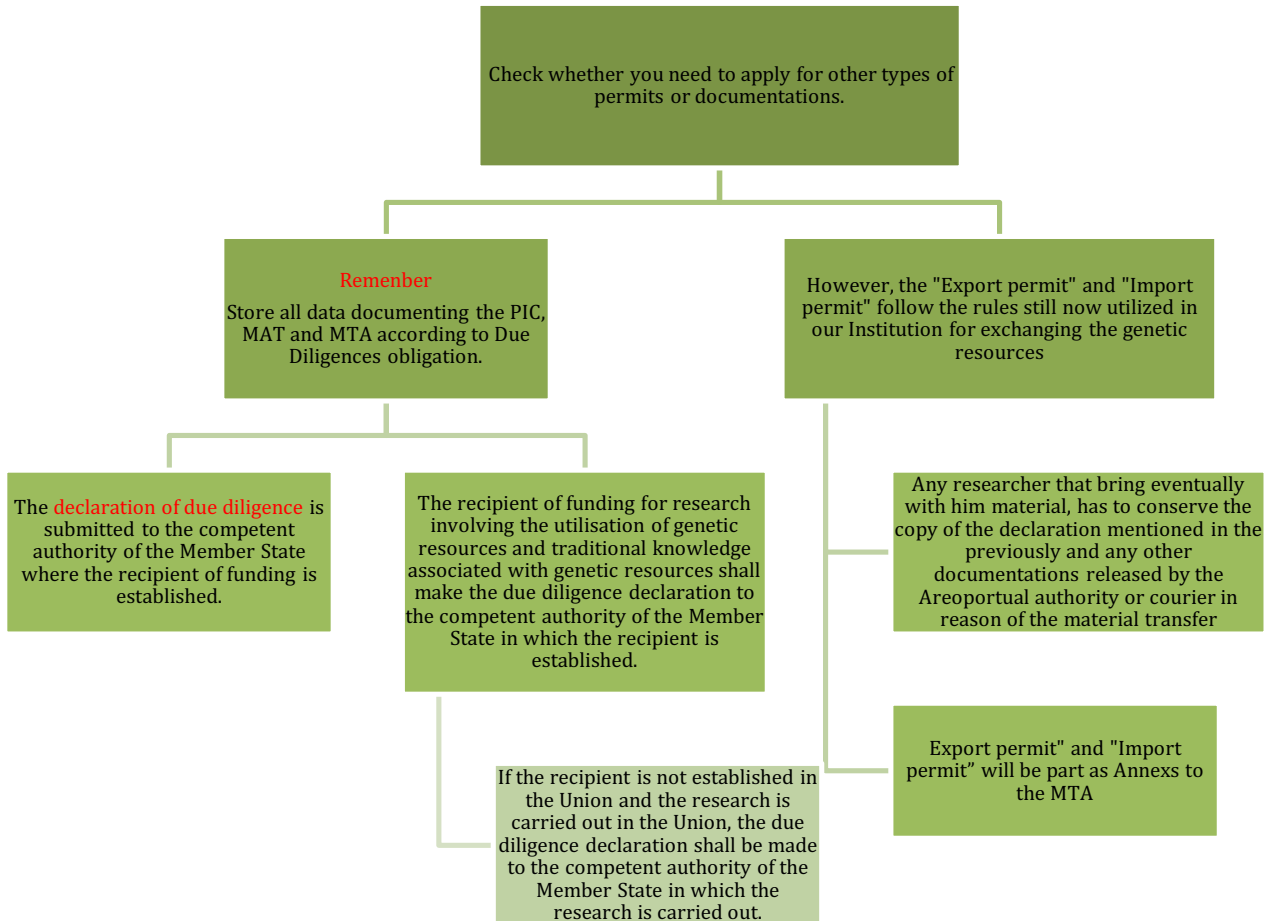 Check whether you need to apply for other types of
permits or documentations.
Remenber
Store all data documenting the PIC,
MAT and MTA according to Due
Diligences obligation.
However, the "Export permit" and "Import
permit" follow the rules still now utilized in
our Institution for exchanging the genetic
resources
The declaration of due diligence is
submitted to the competent
authority of the Member State
where the recipient of funding is
established.
The recipient of funding for research
involving the utilisation of genetic
resources and traditional knowledge
associated with genetic resources shall
make the due diligence declaration to
the competent authority of the Member
State in which the recipient is
established.
If the recipient is not established in
the Union and the research is
carried out in the Union, the due
diligence declaration shall be made
to the competent authority of the
Member State in which the
research is carried out.
Any researcher that bring eventually
with him material, has to conserve the
copy of the declaration mentioned in the
previously and any other
documentations released by the
Areoportual authority or courier in
reason of the material transfer
Export permit" and "Import
permit” will be part as Annexs to
the MTA